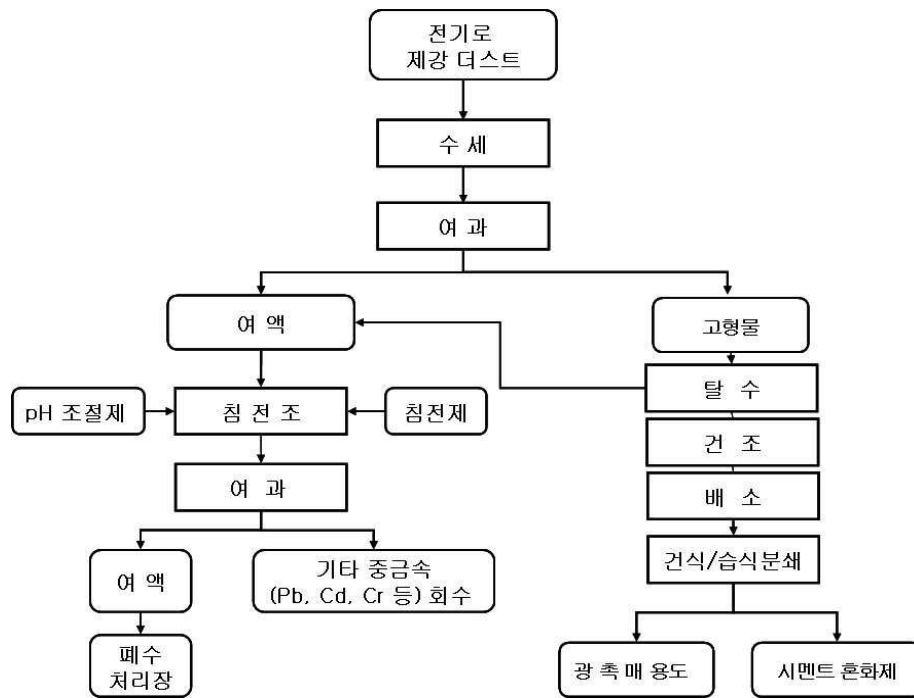 전기로
제강 더스트
수 세
여 과
여 액
고형물
탈 수
pH 조절제
침 전 조
침전제
건 조
여 과
배 소
여 액
기타 중금속
(Pb, Cd, Cr 등) 회수
건식/습식분쇄
폐수
처리장
광 촉 매 용도
시멘트 혼화제